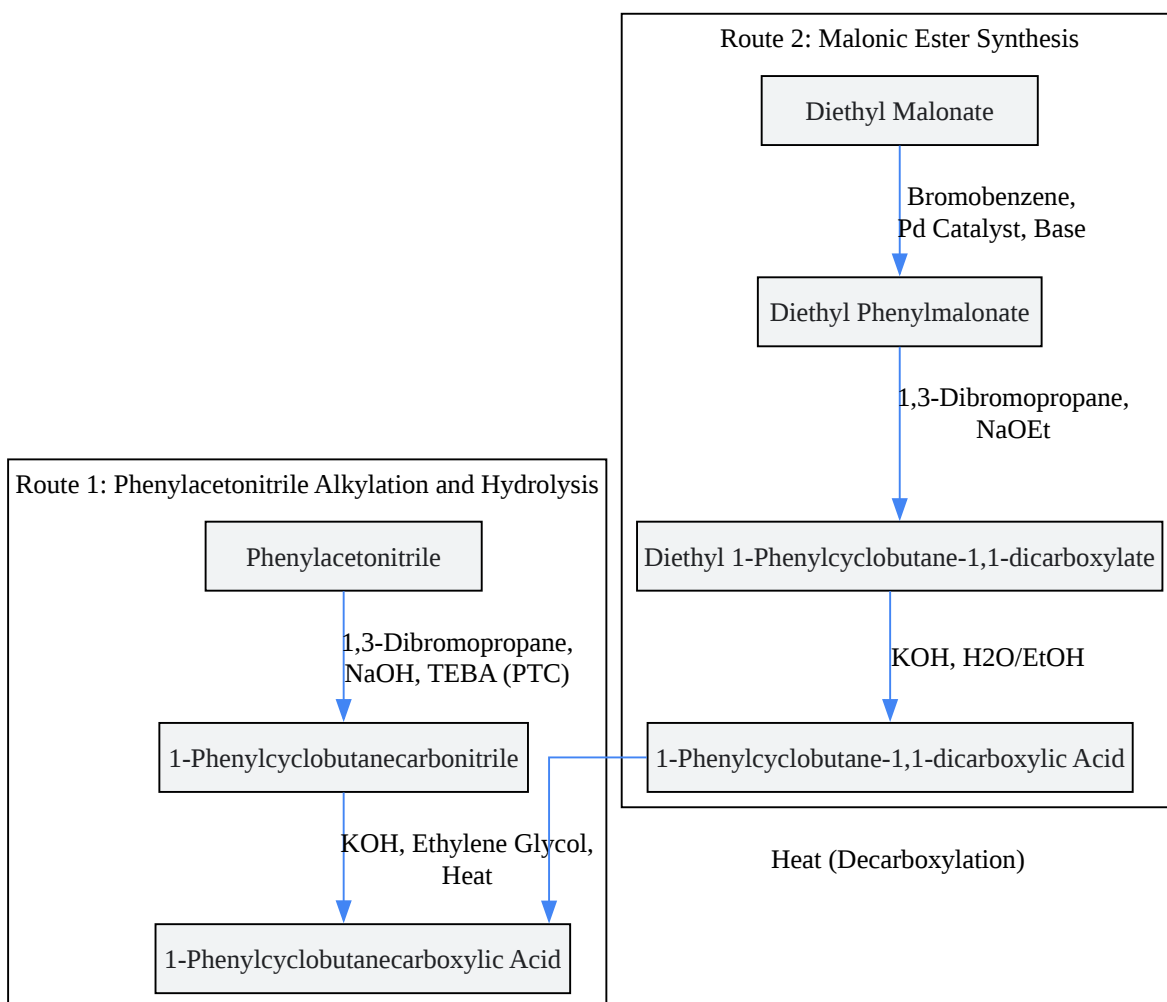 Route 2: Malonic Ester Synthesis
Diethyl Malonate
Bromobenzene,
Pd Catalyst, Base
Diethyl Phenylmalonate
1,3-Dibromopropane,
NaOEt
Diethyl 1-Phenylcyclobutane-1,1-dicarboxylate
KOH, H2O/EtOH
1-Phenylcyclobutane-1,1-dicarboxylic Acid
Heat (Decarboxylation)
Route 1: Phenylacetonitrile Alkylation and Hydrolysis
Phenylacetonitrile
1,3-Dibromopropane,
NaOH, TEBA (PTC)
1-Phenylcyclobutanecarbonitrile
KOH, Ethylene Glycol,
Heat
1-Phenylcyclobutanecarboxylic Acid